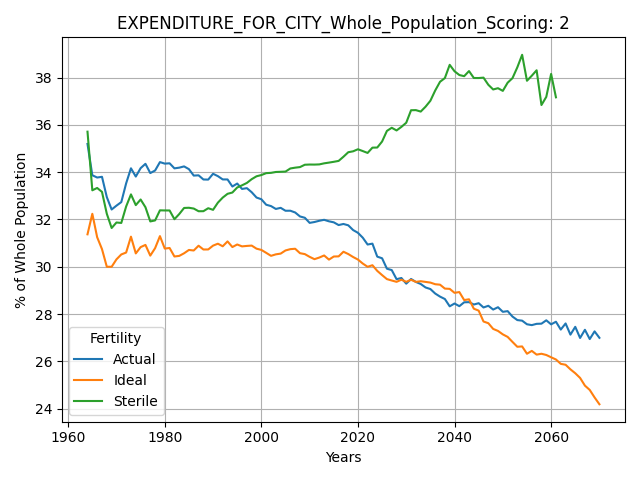 EXPENDITURE_FOR_CITY_Whole_Population_Scoring: 2
% of Whole Population
38
36
34
32
30
28
26
24
Fertility
Actual
Ideal
Sterile
1960 1980 2000 2020 2040 2060
Years